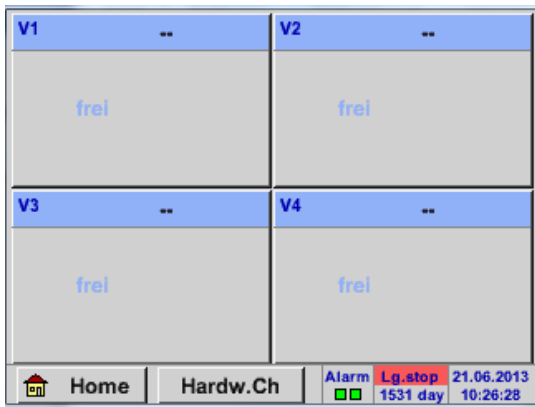 V1 --
V2 --
frei
frei
V3 --
V4 --
frei
frei
Home
Hardw.Ch
Alarm
Lg.stop
1531 day
21.06.2013
10:26:28